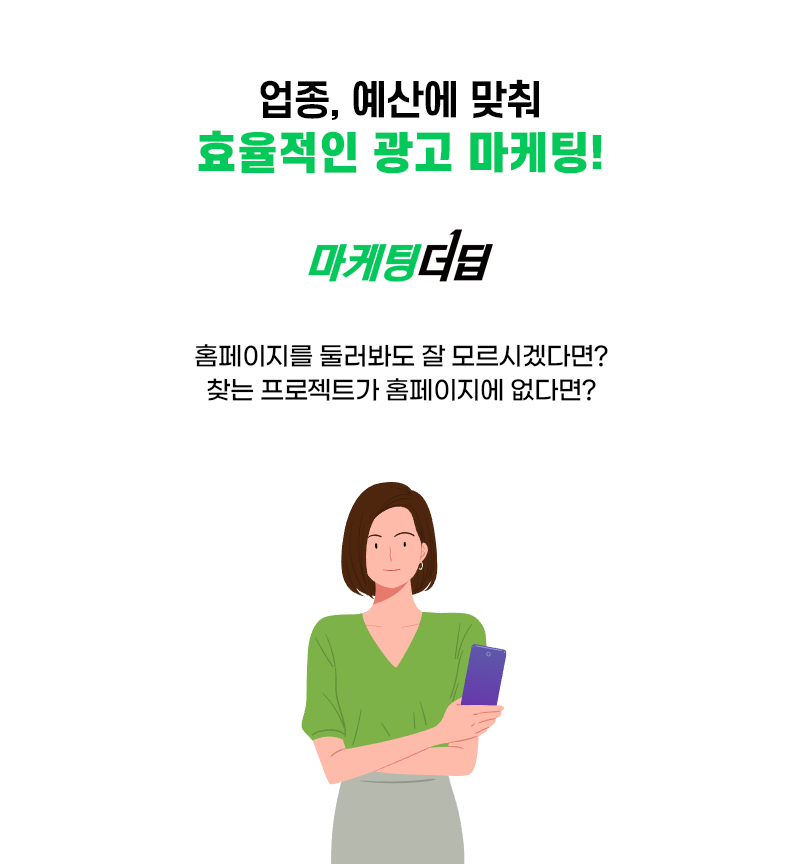 업종, 예산에 맞춰
효율적인 광고 마케팅!
마케팅더딥
홈페이지를 둘러봐도 잘 모르시겠다면?
찾는 프로젝트가 홈페이지에 없다면?